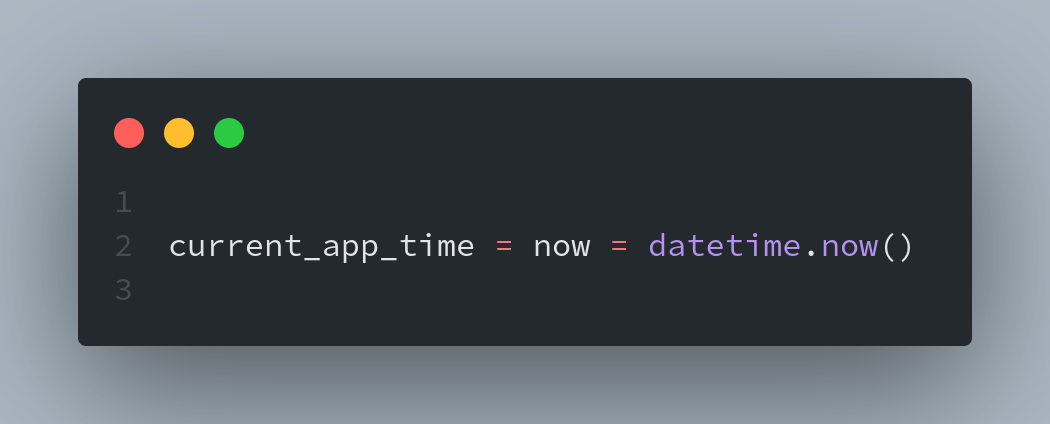 1
2 current_app_time = now = datetime.now()
3